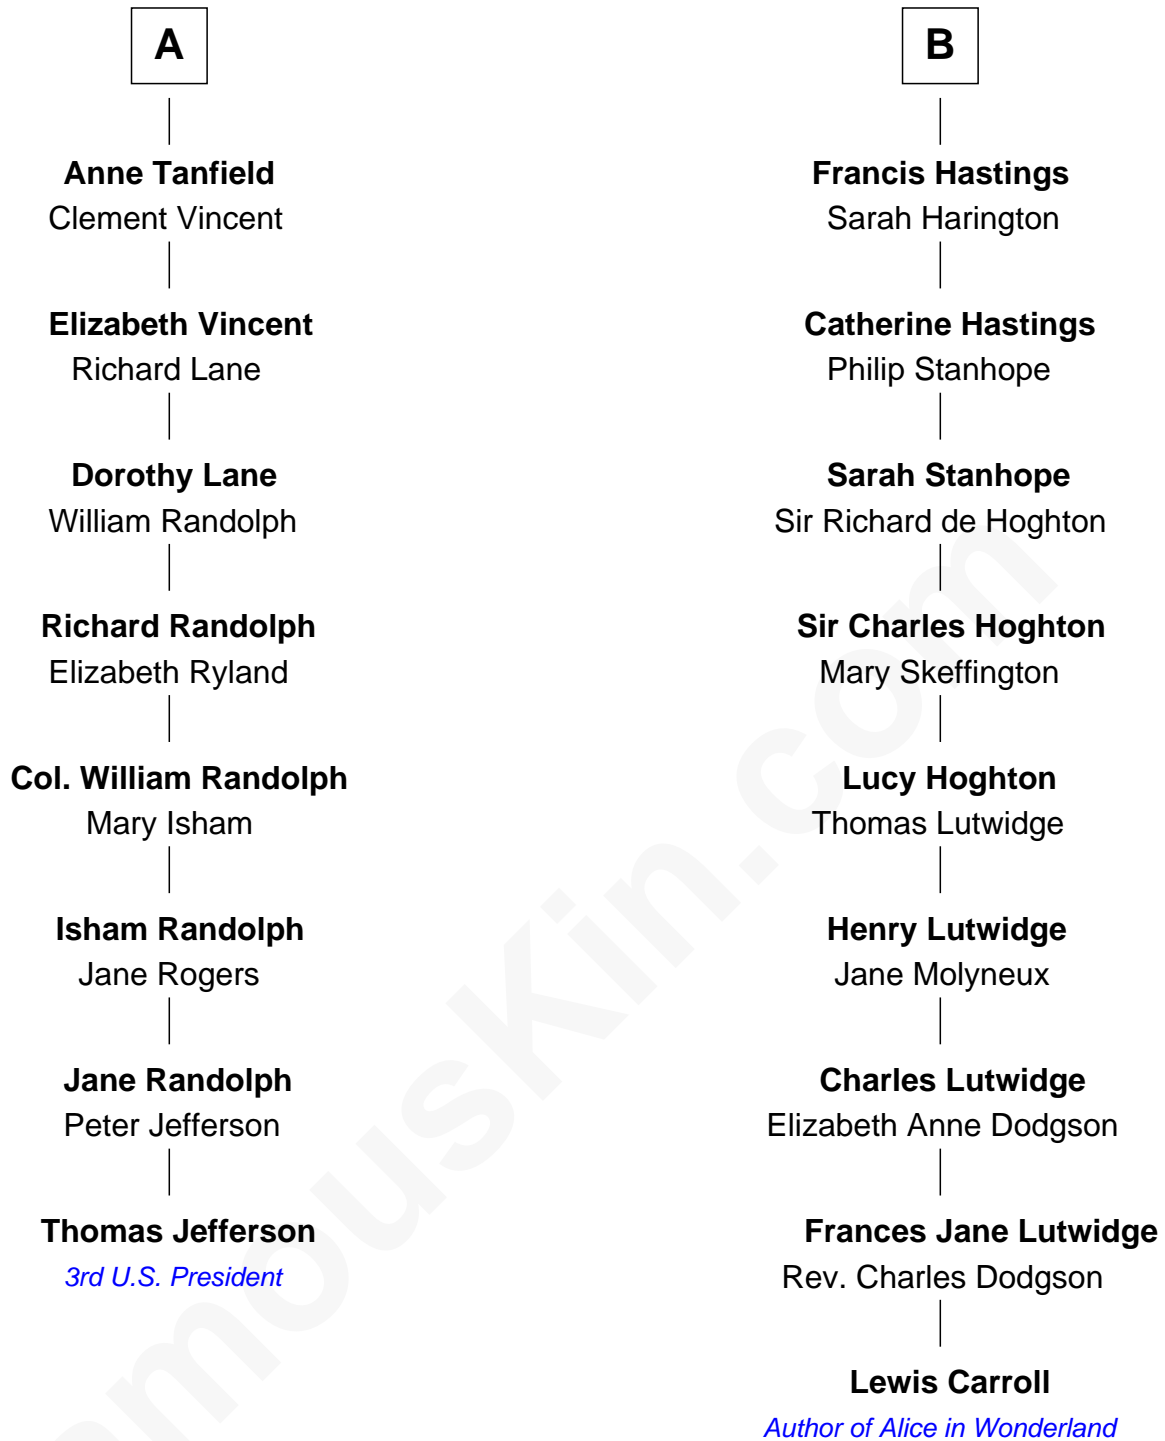 A
Anne Tanfield
Clement Vincent
Elizabeth Vincent
Richard Lane
Dorothy Lane
William Randolph
Richard Randolph
Elizabeth Ryland
Col. William Randolph
Mary Isham
Isham Randolph
Jane Rogers
Jane Randolph
Peter Jefferson
Thomas Jefferson
3rd U.S. President
B
Francis Hastings
Sarah Harington
Catherine Hastings
Philip Stanhope
Sarah Stanhope
Sir Richard de Hoghton
Sir Charles Hoghton
Mary Skeffington
Lucy Hoghton
Thomas Lutwidge
Henry Lutwidge
Jane Molyneux
Charles Lutwidge
Elizabeth Anne Dodgson
Frances Jane Lutwidge
Rev. Charles Dodgson
Lewis Carroll
Author of Alice in Wonderland
amouskin.com